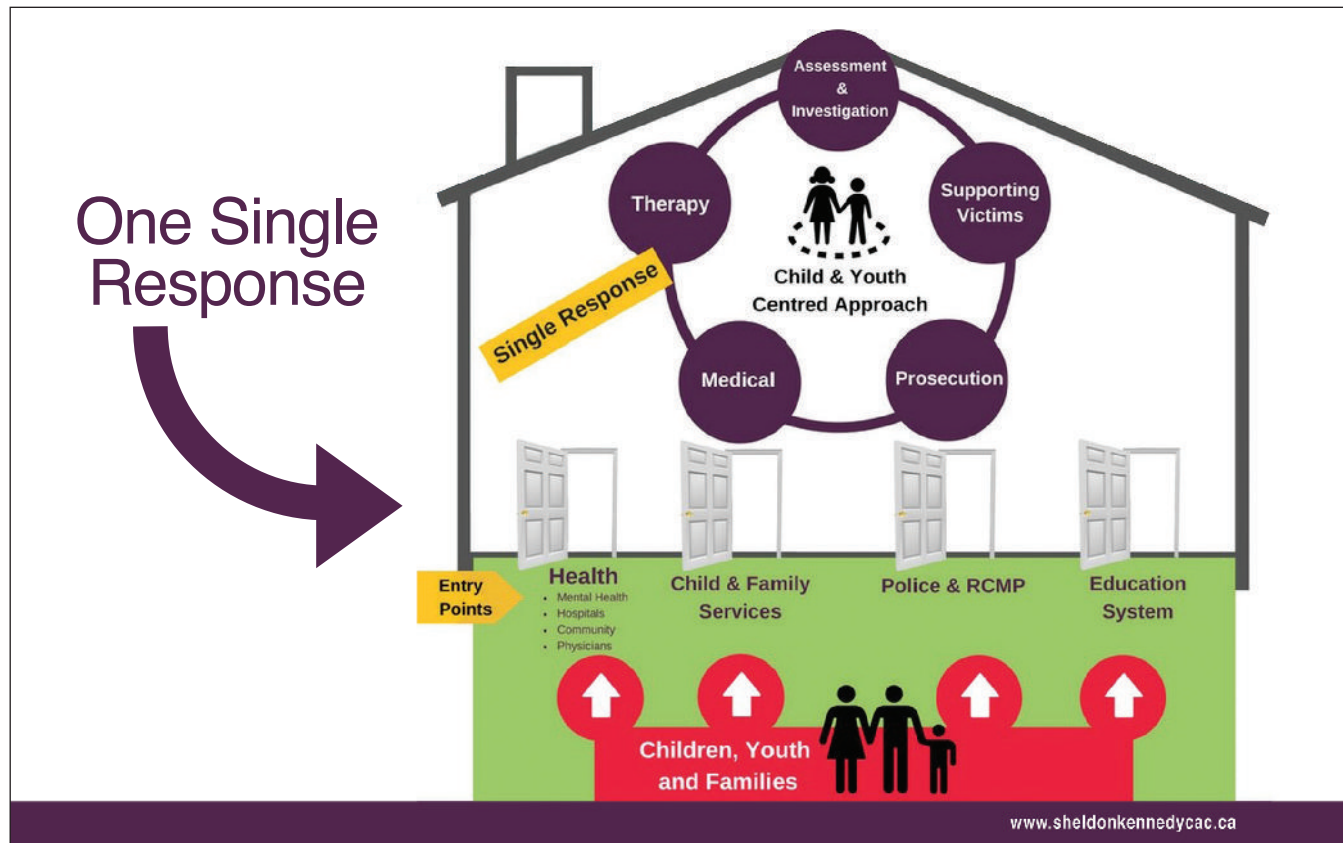 One Single
Response
Assessment
&
Investigation
Therapy
Supporting
Victims
Child & Youth
Centred Approach
Single Response
Medical
Prosecution
Entry
Points
Health
• Mental Health
• Hospitals
• Community
• Physicians
Child & Family
Services
Police & RCMP
Education
System
Children, Youth
and Families
www.sheldonkennedycac.ca